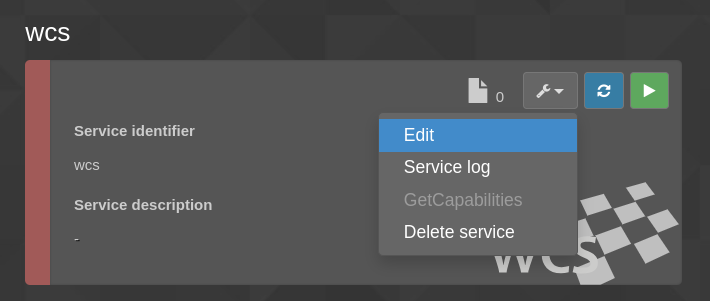 wcs
0
Service identifier
wcs
Service description
-
Edit
Service log
GetCapabilities
Delete service
WCS